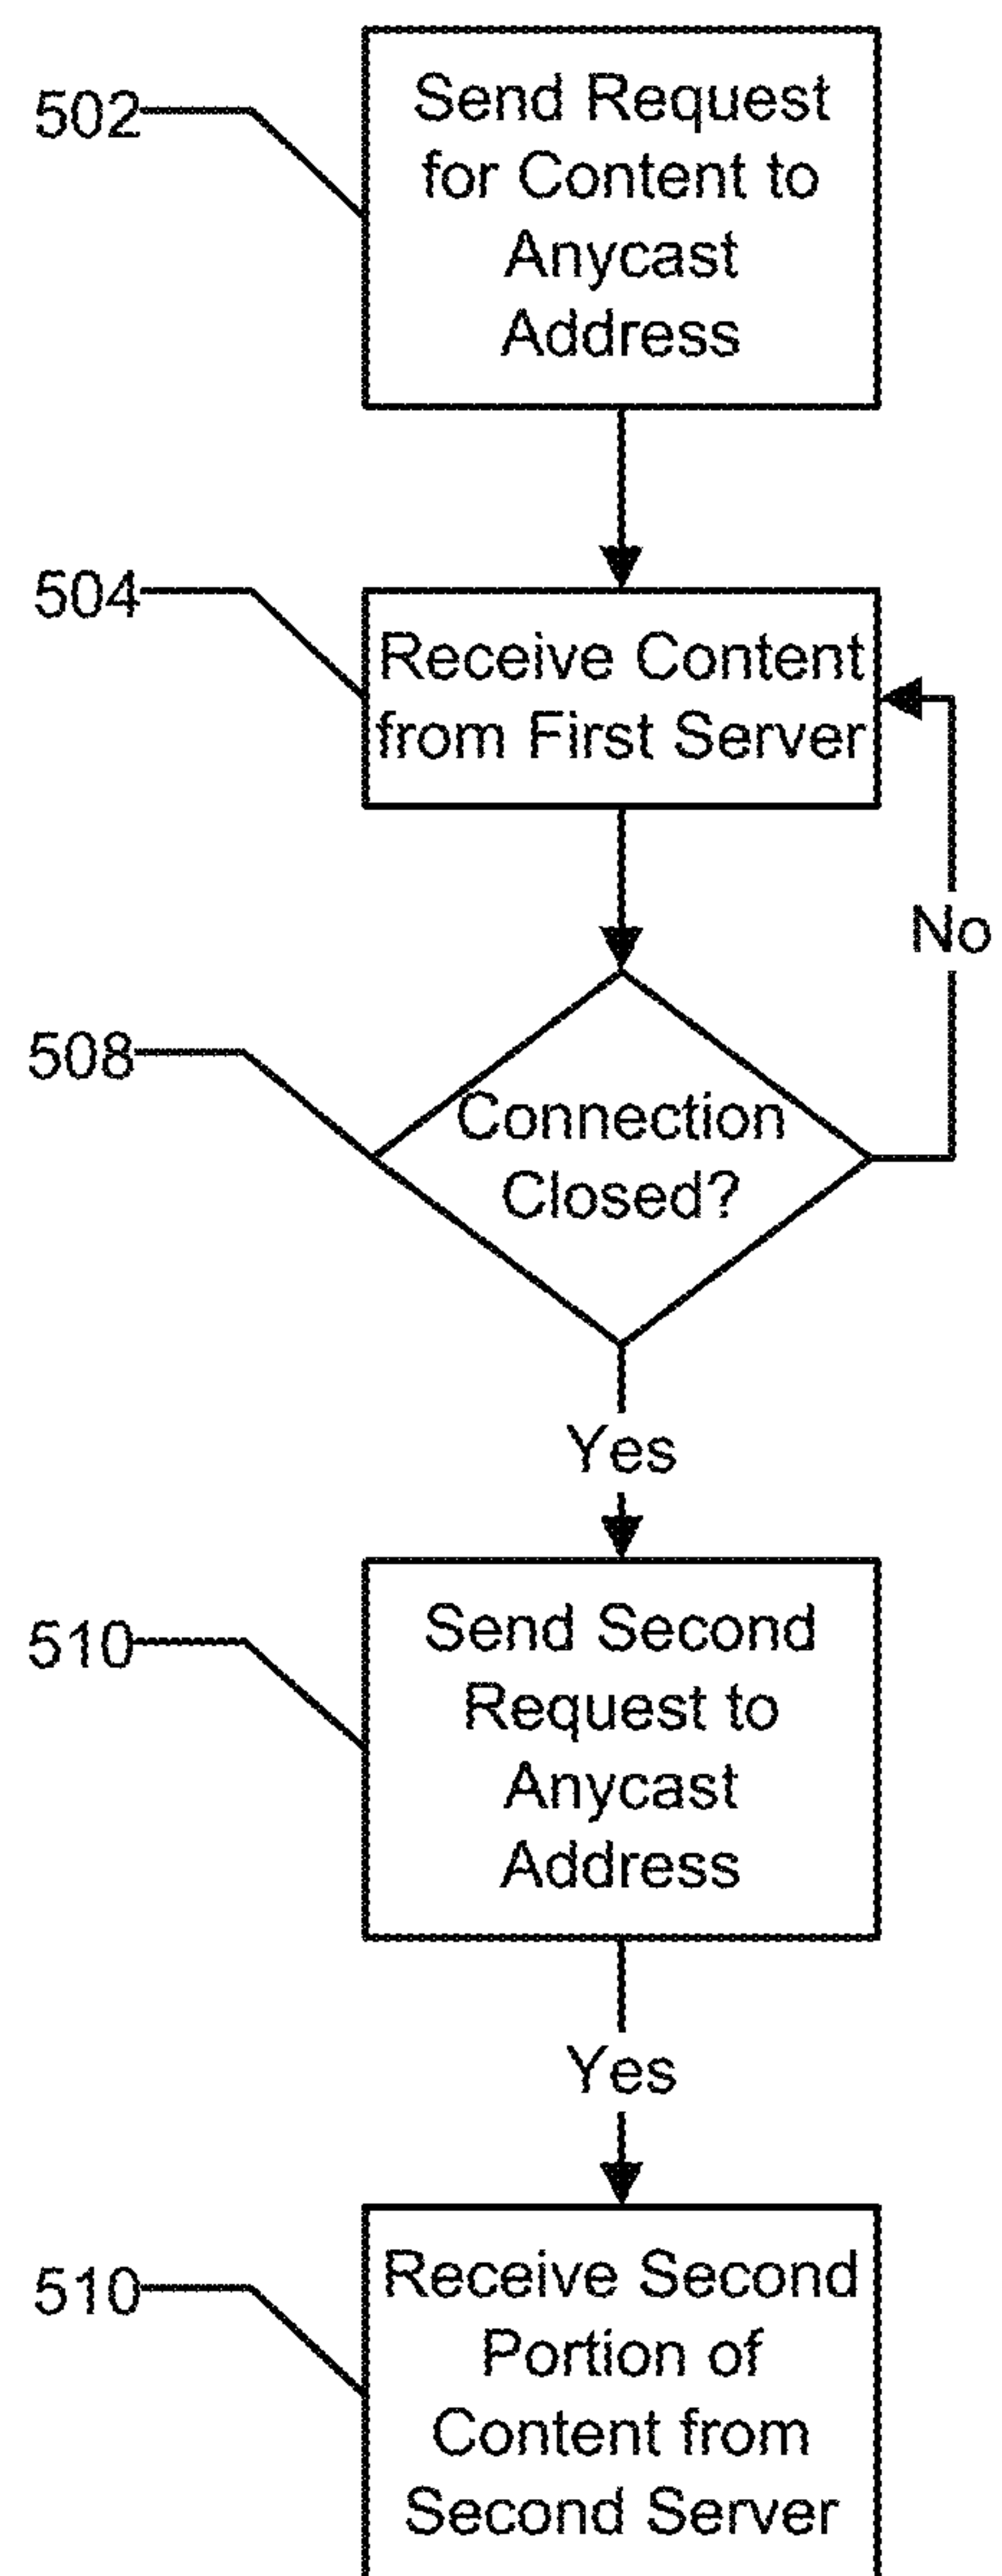 502
Send Request
for Content to
Anycast
Address
504
Receive Content
from First Server
No
508
Connection
Closed?
Yes
510
Send Second
Request to
Anycast
Address
Yes
510
Receive Second
Portion of
Content from
Second Server